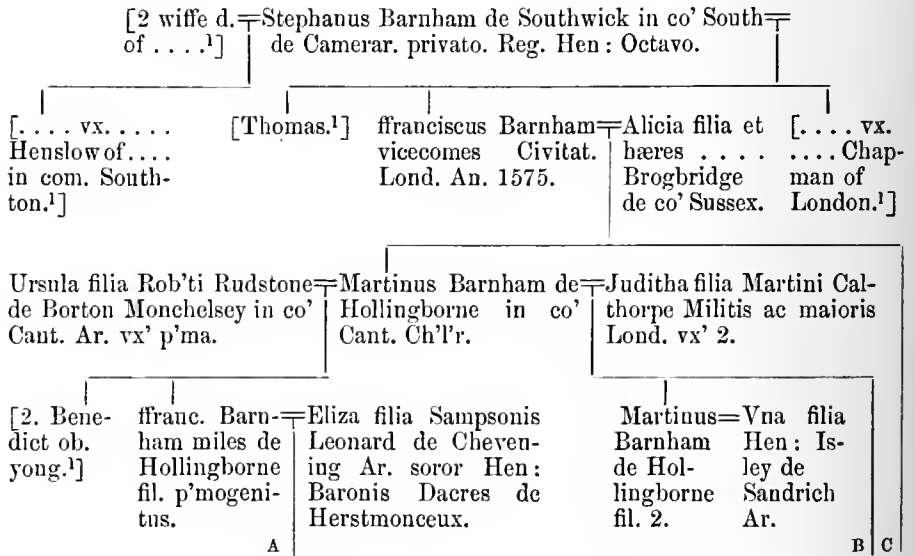 [2 wiffe d. Stephanus Barnham de Southwick in co' South
of . . . .¹] de Camerar. privato. Reg. Hen : Octavo.
[. . . . vx. . . . .
Henslow of . . . .
in com. South-
ton.¹]
[Thomas.¹]
ffranciscus Barnham
vicecomes Civitat.
Lond. An. 1575.
Alicia filia et
hæres . . . .
Brogbridge
de co' Sussex.
[. . . . vx.
. . . . Chap-
man of
London.¹]
Ursula filia Rob'ti Rudstone
de Borton Monchelsey in co'
Cant. Ar. vx' p'ma.
Martinus Barnham de
Hollingborne in co'
Cant. Ch'l'r.
Juditha filia Martini Cal-
thorpe Militis ac maioris
Lond. vx' 2.
[2. Bene-
dict ob.
yong.¹]
ffranc. Barn-
ham miles de
Hollingborne
fil. p'mogeni-
tus.
Eliza filia Sampsonis
Leonard de Cheven-
ing Ar. soror Hen :
Baronis Dacres de
Herstmonceux.
Martinus
Barnham
de Hol-
lingborne
fil. 2.
Vna filia
Hen : Is-
ley de
Sandrich
Ar.
A
B C